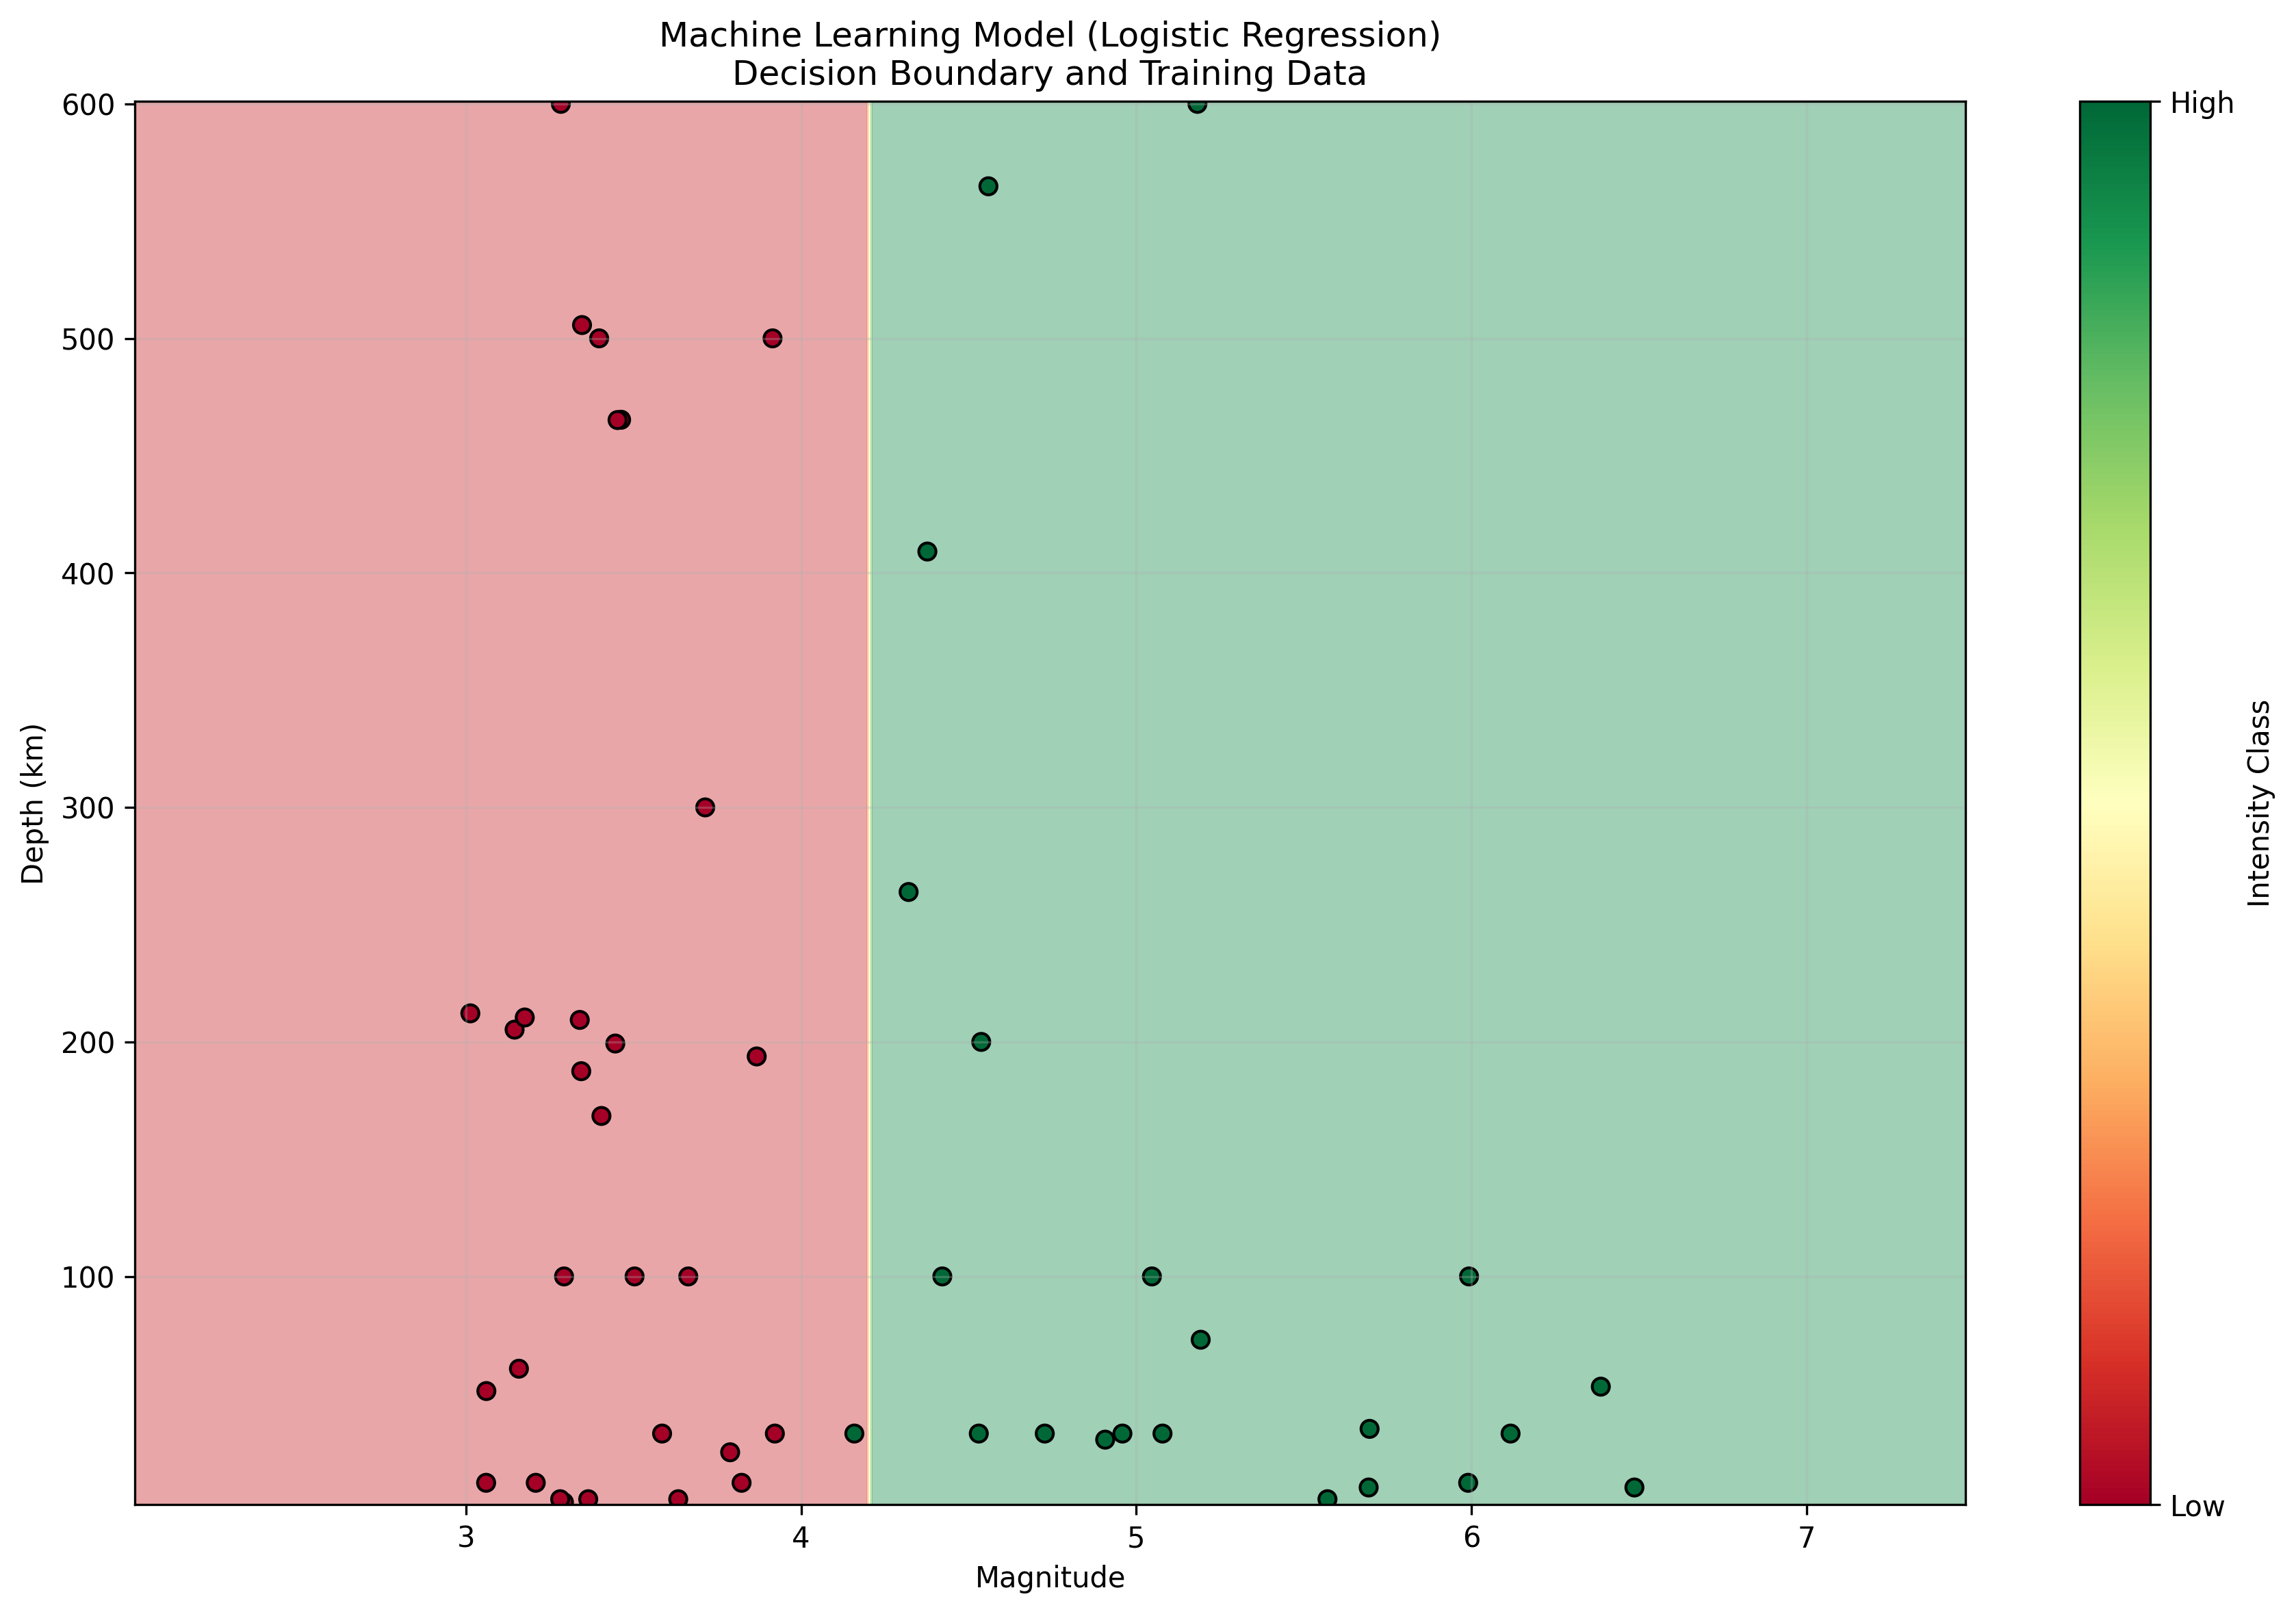 Machine Learning Model (Logistic Regression)
Decision Boundary and Training Data
600
500
400
300
200
100
Depth (km)
3
4
5
6
7
Magnitude
High
Low
Intensity Class